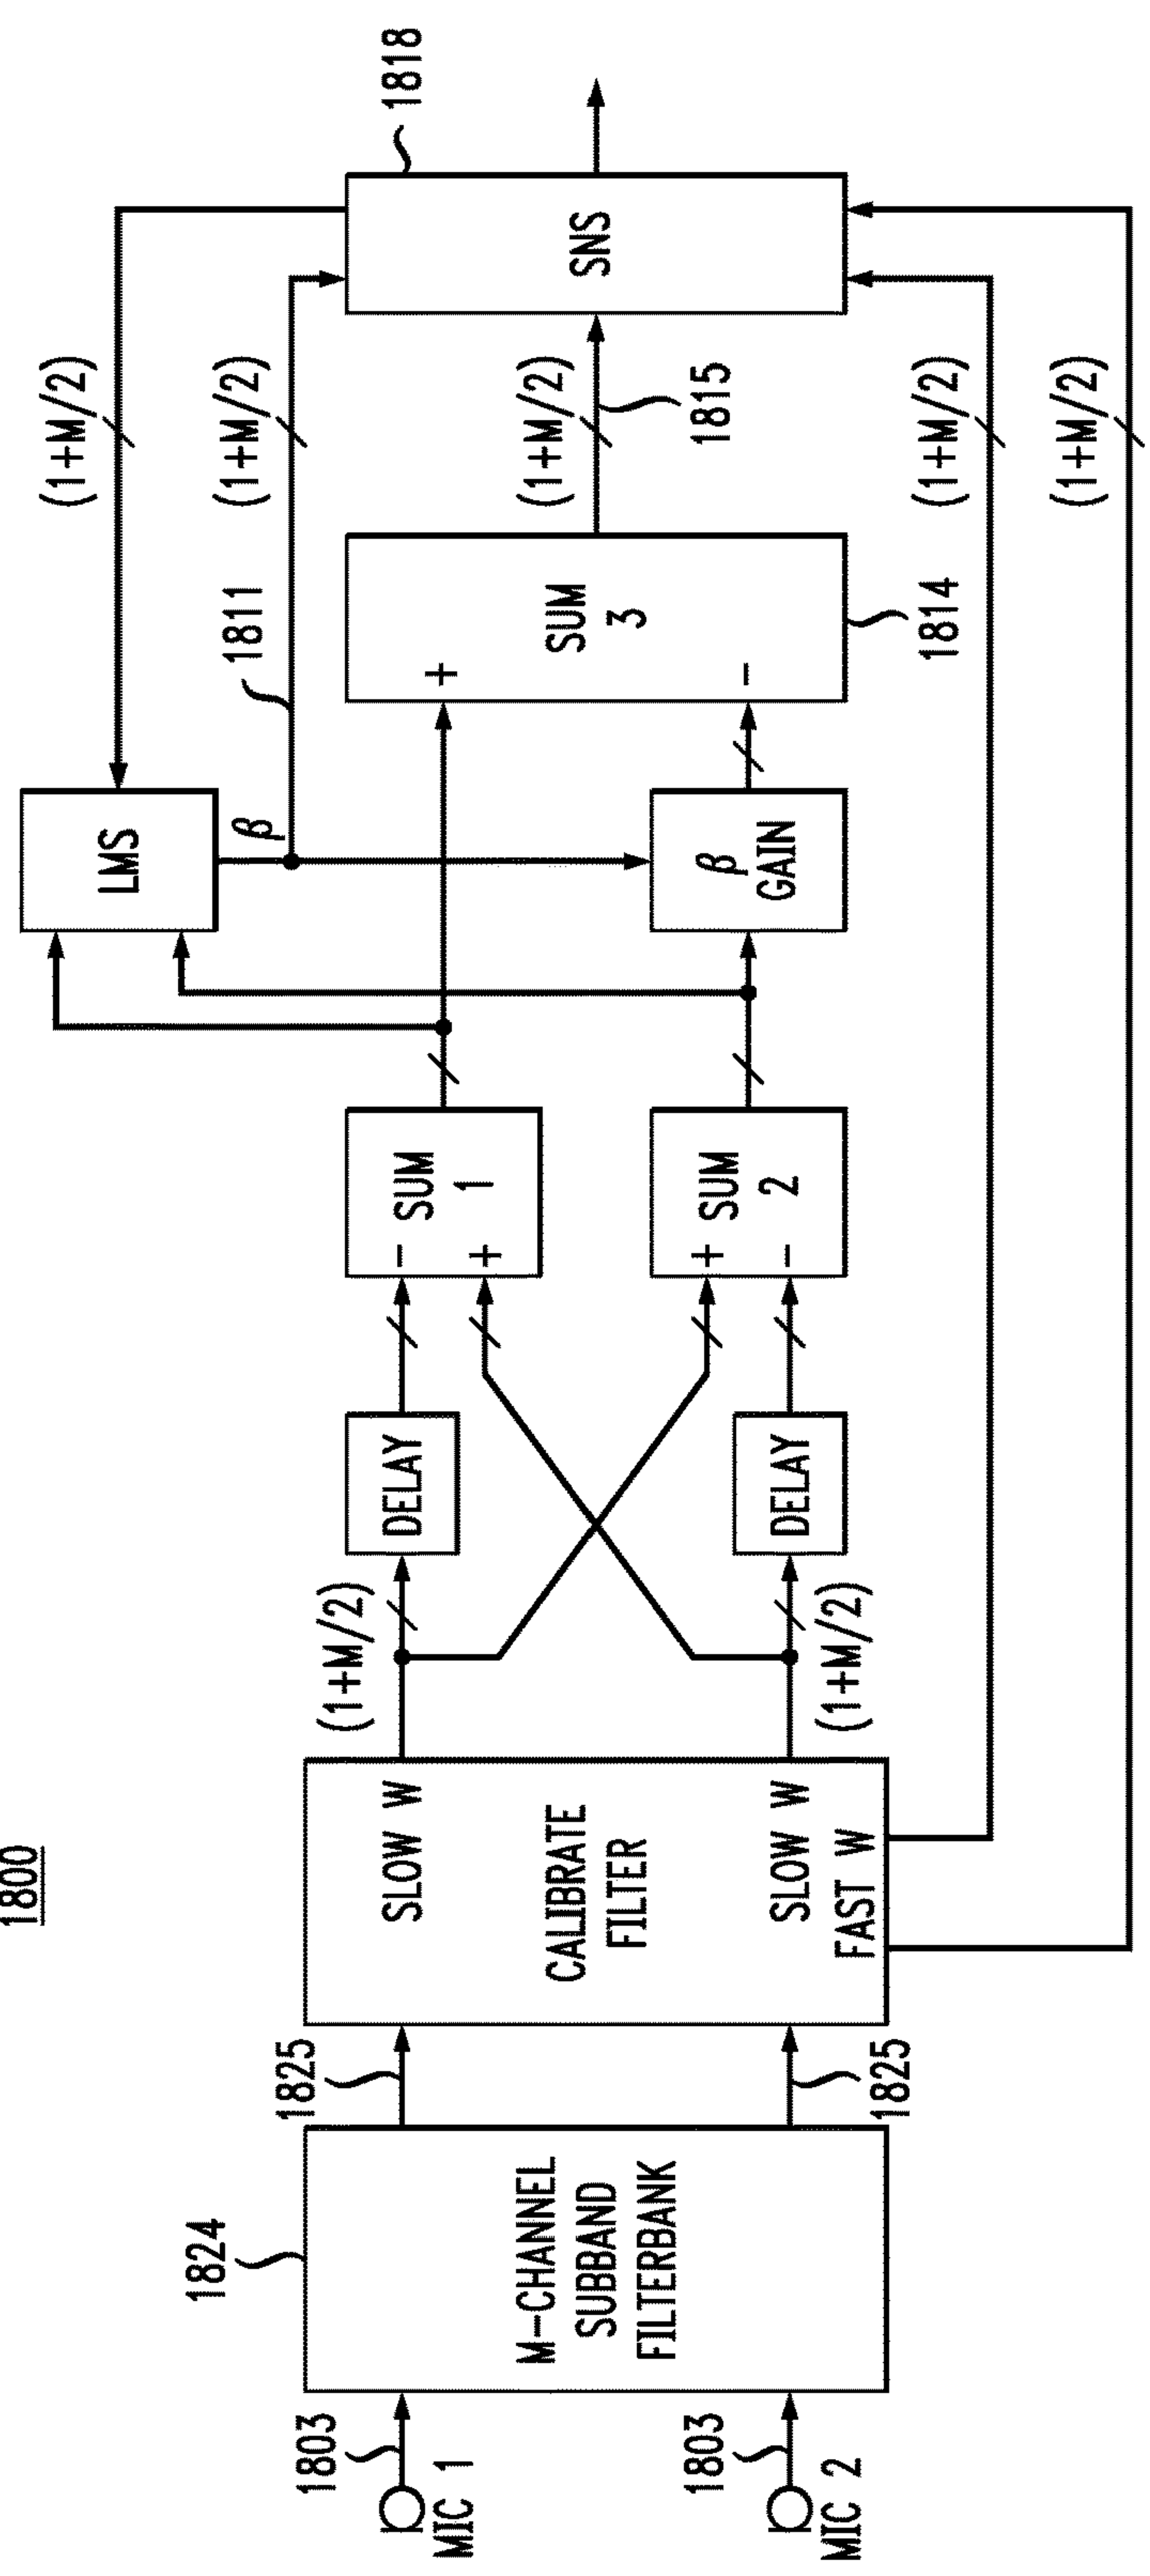 1800
MIC 1
1803
MIC 2
1803
1824
M-CHANNEL
SUBBAND
FILTERBANK
1825
1825
SLOW W
CALIBRATE
FILTER
SLOW W
FAST W
(1+M/2)
(1+M/2)
DELAY
DELAY
-
+
SUM
1
+
-
SUM
2
LMS
β
β
GAIN
1811
+
-
SUM
3
1814
(1+M/2)
(1+M/2)
(1+M/2)
1815
(1+M/2)
(1+M/2)
SNS
1818